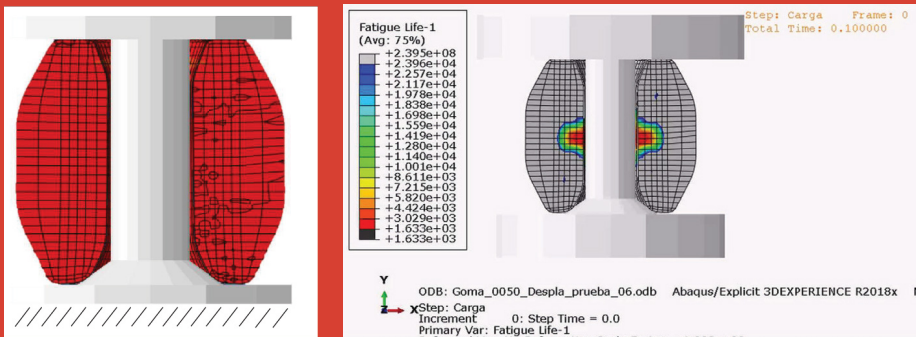 Step: Carga Frame: 0
Total Time: 0.100000
Fatigue Life-1
(Avg: 75%)
+2.395e+08
+2.396e+04
+2.257e+04
+2.117e+04
+1.978e+04
+1.838e+04
+1.698e+04
+1.559e+04
+1.419e+04
+1.280e+04
+1.140e+04
+1.001e+04
+8.611e+03
+7.215e+03
+5.820e+03
+4.424e+03
+3.029e+03
+1.633e+03
+1.633e+03
Y
Z
X
ODB: Goma_0050_Despla_prueba_06.odb Abaqus/Explicit 3DEXPERIENCE R2018x
Step: Carga
Increment 0: Step Time = 0.0
Primary Var: Fatigue Life-1